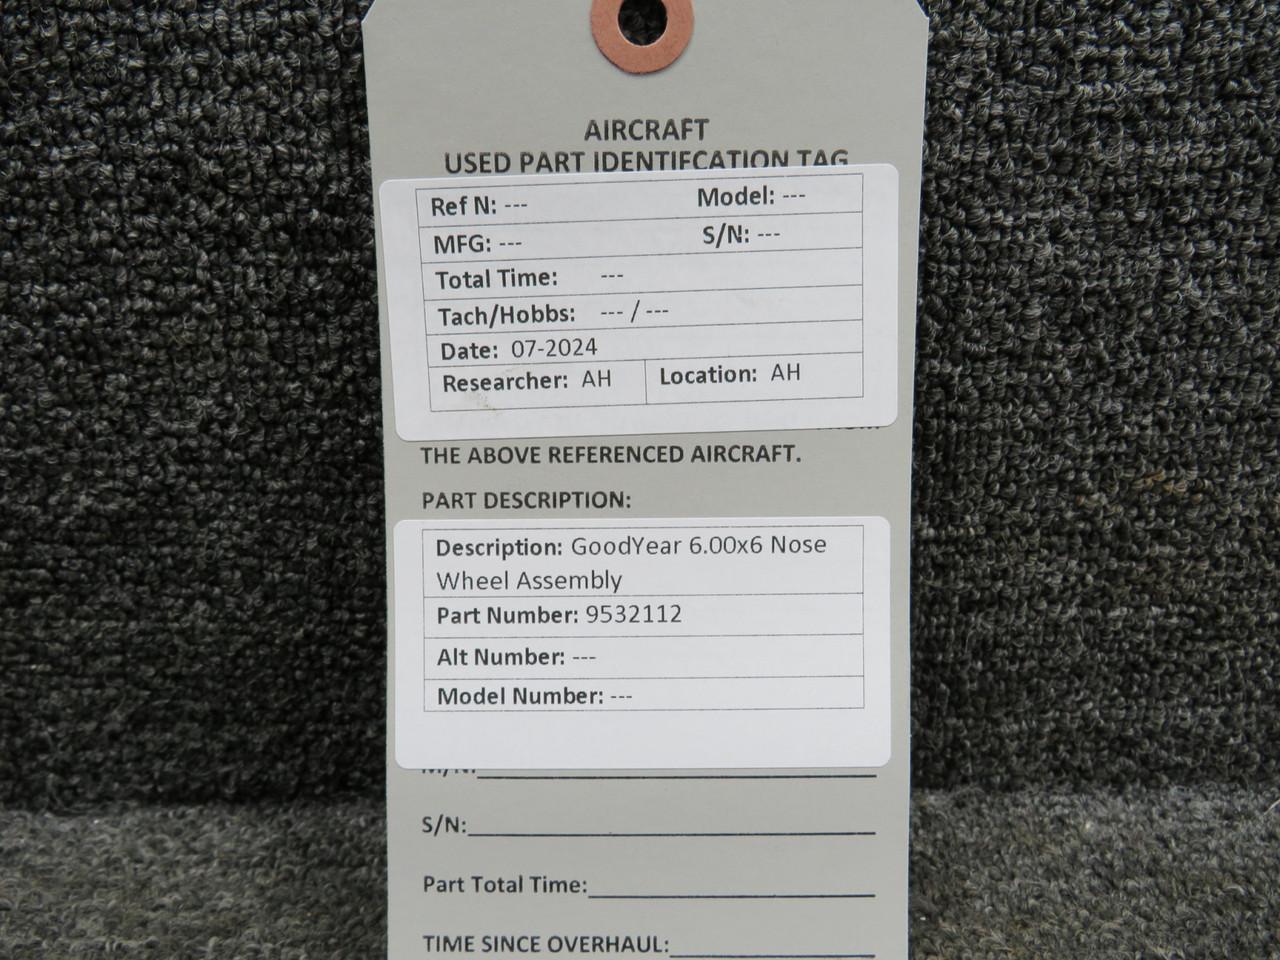 AIRCRAFT
USED PART IDENTIFCATION TAG
Ref N: --- Model: ---
MFG: --- S/N: ---
Total Time: ---
Tach/Hobbs: --- / ---
Date: 07-2024
Researcher: AH Location: AH
THE ABOVE REFERENCED AIRCRAFT.
PART DESCRIPTION:
Description: GoodYear 6.00x6 Nose
Wheel Assembly
Part Number: 9532112
Alt Number: ---
Model Number: ---
M/N:
S/N:
Part Total Time:
TIME SINCE OVERHAUL: